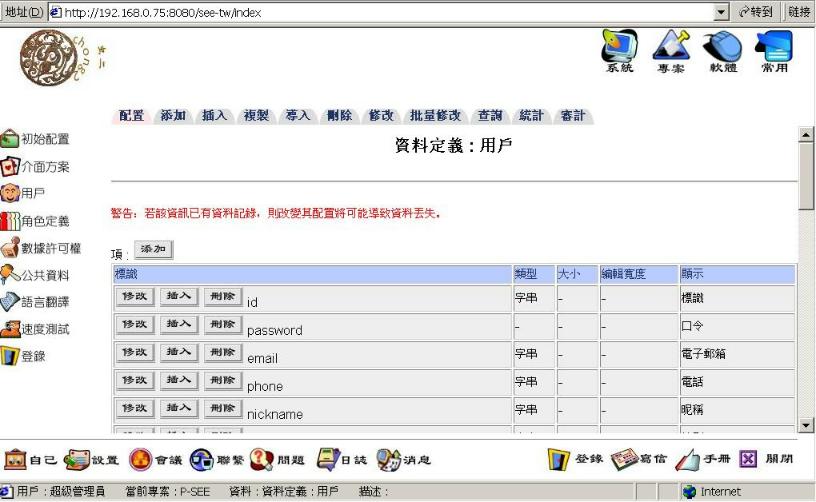 地址(D) http://192.168.0.75:8080/see-tw/index 转到 链接
系統 專案 軟體 常用
配置 添加 插入 複製 導入 刪除 修改 批量修改 查詢 統計 審計
資料定義：用戶
初始配置
介面方案
用戶
角色定義
數據許可權
公共資料
語言翻譯
速度測試
登錄
警告：若該資訊已有資料記錄，則改變其配置將可能導致資料丟失。
項： 添加
標識 類型 大小 編輯寬度 顯示
修改 插入 刪除 id 字串 - - 標識
修改 插入 刪除 password - - - 口令
修改 插入 刪除 email 字串 - - 電子郵箱
修改 插入 刪除 phone 字串 - - 電話
修改 插入 刪除 nickname 字串 - - 昵稱
自己 設置 會議 聯繫 問題 日誌 消息 登錄 寫信 手冊 關閉
用戶：超級管理員 當前專案：P-SEE 資料：資料定義：用戶 描述： Internet